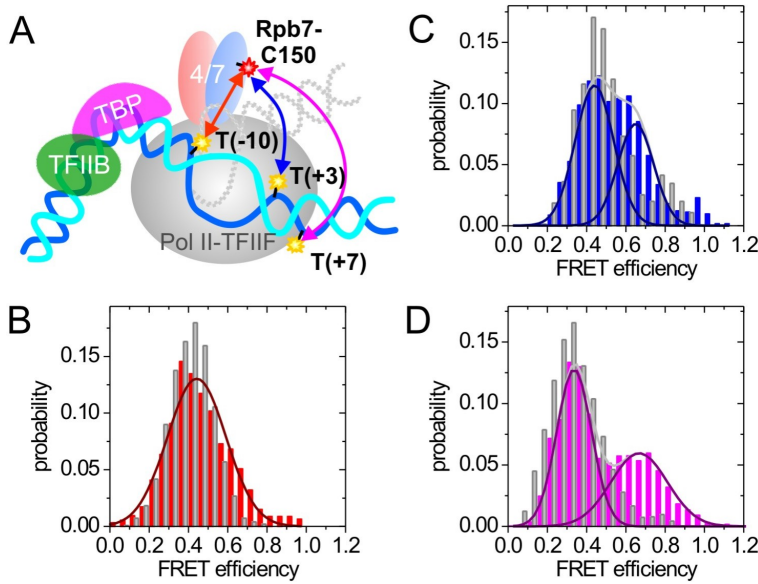 A
Rpb7-
C150
4/7
TBP
TFIIB
T(-10)
T(+3)
Pol II-TFIIF
T(+7)
B
probability
0.15
0.10
0.05
0.00
0.0 0.2 0.4 0.6 0.8 1.0 1.2
FRET efficiency
C
probability
0.15
0.10
0.05
0.00
0.0 0.2 0.4 0.6 0.8 1.0 1.2
FRET efficiency
D
probability
0.15
0.10
0.05
0.00
0.0 0.2 0.4 0.6 0.8 1.0 1.2
FRET efficiency